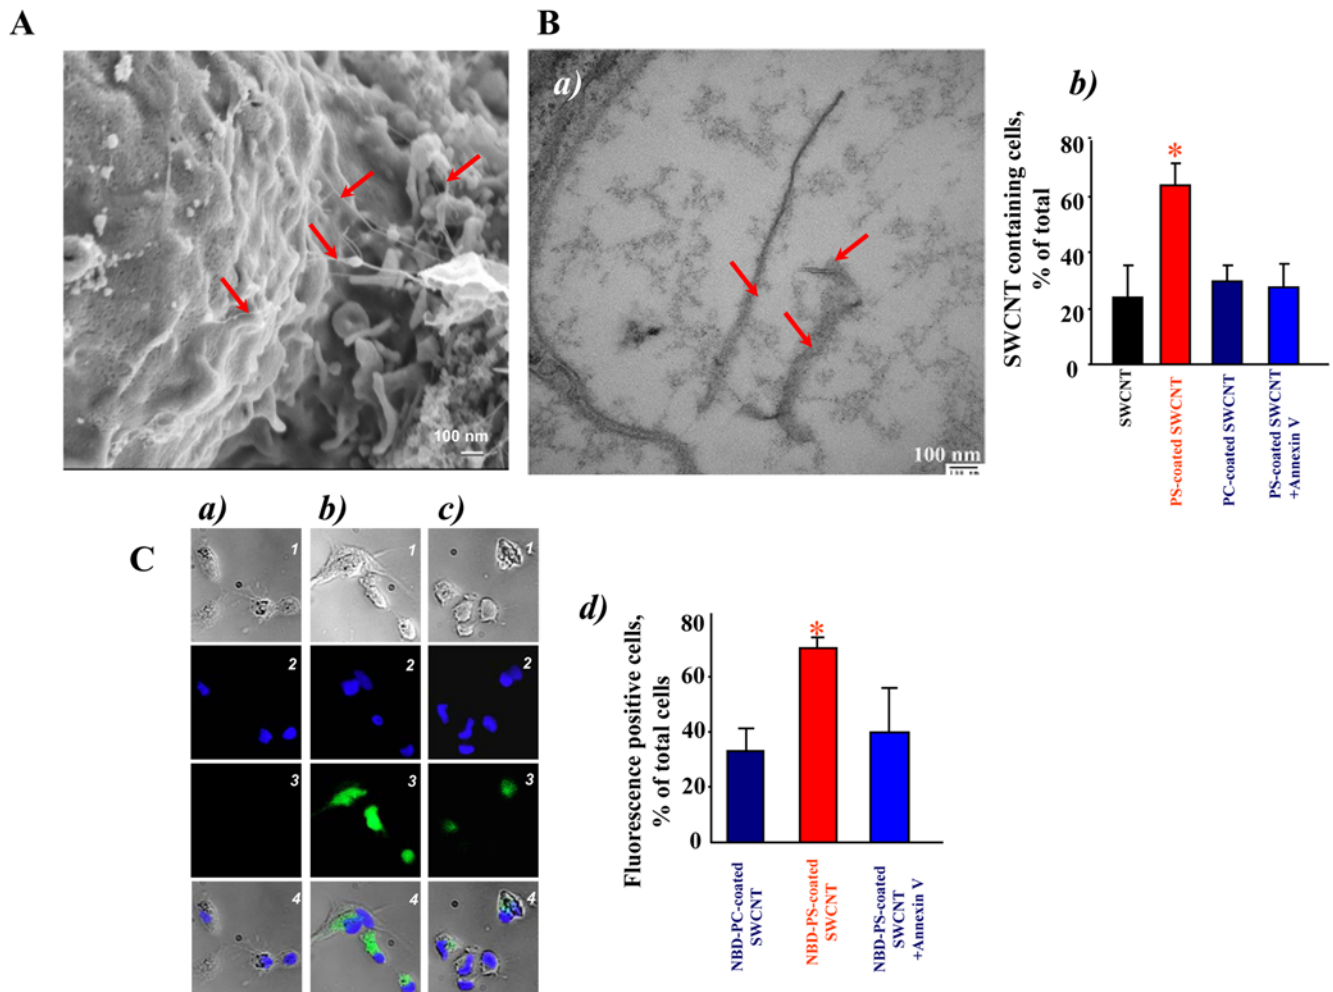 A
100 nm
B
a)
100 nm
100 nm
b)
SWCNT containing cells,
% of total
80
60
40
20
0
*
SWCNT
PS-coated SWCNT
PC-coated SWCNT
PS-coated SWCNT
+Annexin V
C
a)
b)
c)
1
1
1
2
2
2
3
3
3
4
4
4
d)
Fluorescence positive cells,
% of total cells
80
60
40
20
0
*
NBD-PC-coated
SWCNT
NBD-PS-coated
SWCNT
NBD-PS-coated
SWCNT
+Annexin V